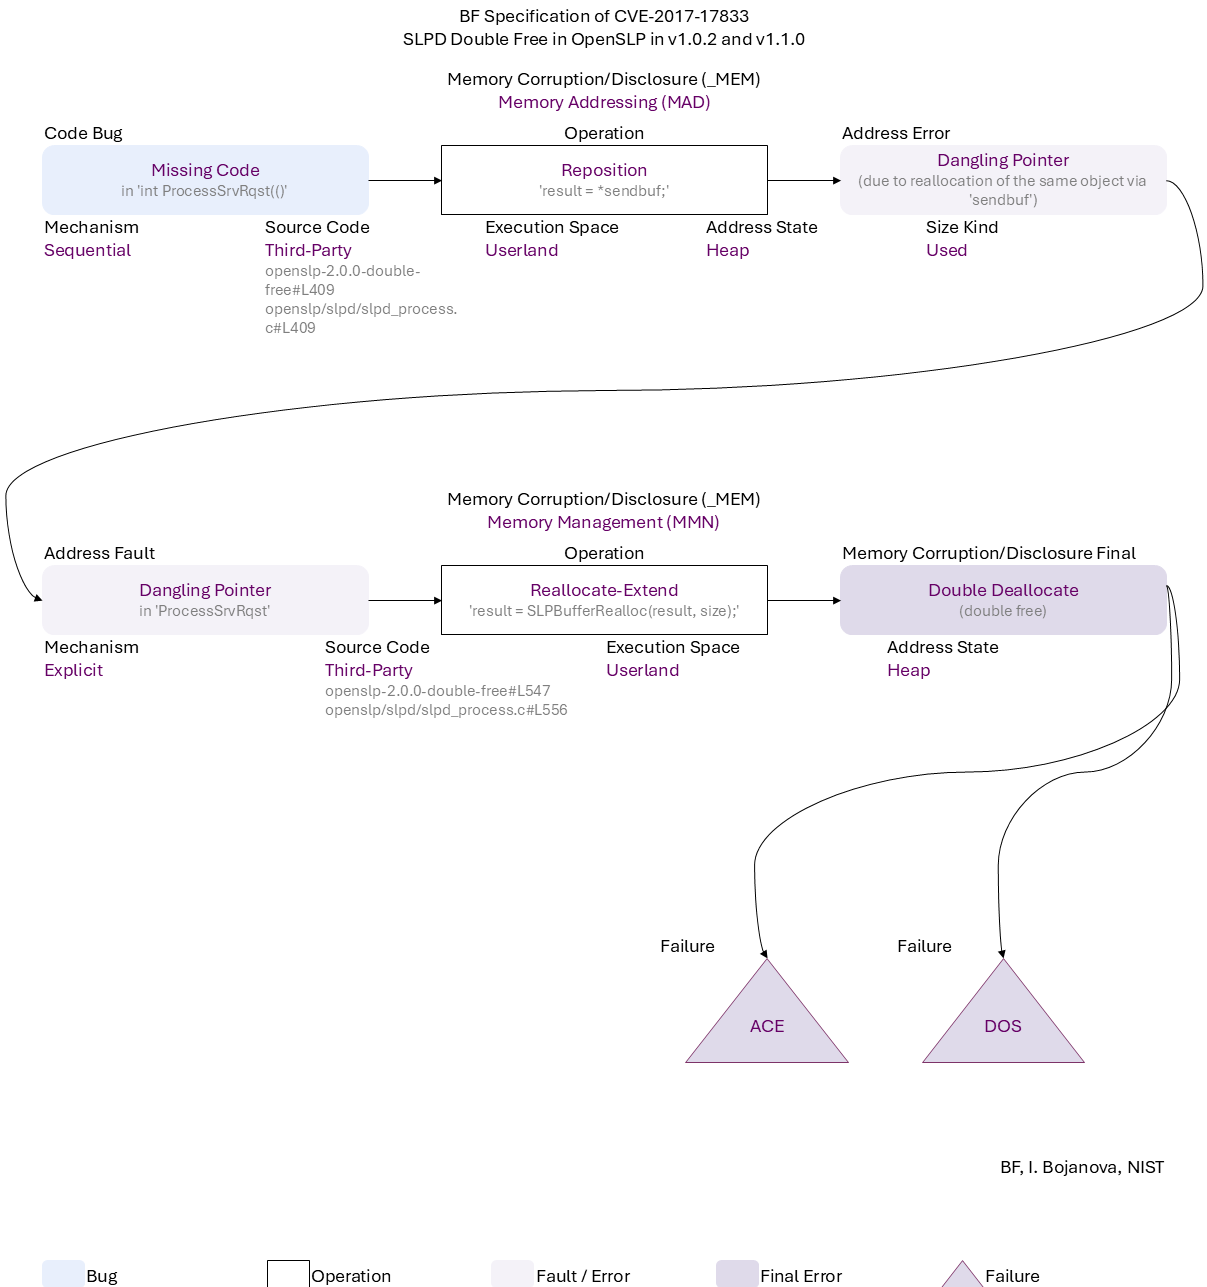 BF Specification of CVE-2017-17833
SLPD Double Free in OpenSLP in v1.0.2 and v1.1.0
Memory Corruption/Disclosure (_MEM)
Memory Addressing (MAD)
Code Bug
Operation
Address Error
Missing Code
in 'int ProcessSrvRqst(()'
Reposition
'result = *sendbuf;'
Dangling Pointer
(due to reallocation of the same object via
'sendbuf')
Mechanism
Sequential
Source Code
Third-Party
openslp-2.0.0-double-
free#L409
openslp/slpd/slpd_process.
c#L409
Execution Space
Userland
Address State
Heap
Size Kind
Used
Memory Corruption/Disclosure (_MEM)
Memory Management (MMN)
Address Fault
Operation
Memory Corruption/Disclosure Final
Dangling Pointer
in 'ProcessSrvRqst'
Reallocate-Extend
'result = SLPBufferRealloc(result, size);'
Double Deallocate
(double free)
Mechanism
Explicit
Source Code
Third-Party
openslp-2.0.0-double-free#L547
openslp/slpd/slpd_process.c#L556
Execution Space
Userland
Address State
Heap
Failure
Failure
ACE
DOS
BF, I. Bojanova, NIST
Bug
Operation
Fault / Error
Final Error
Failure